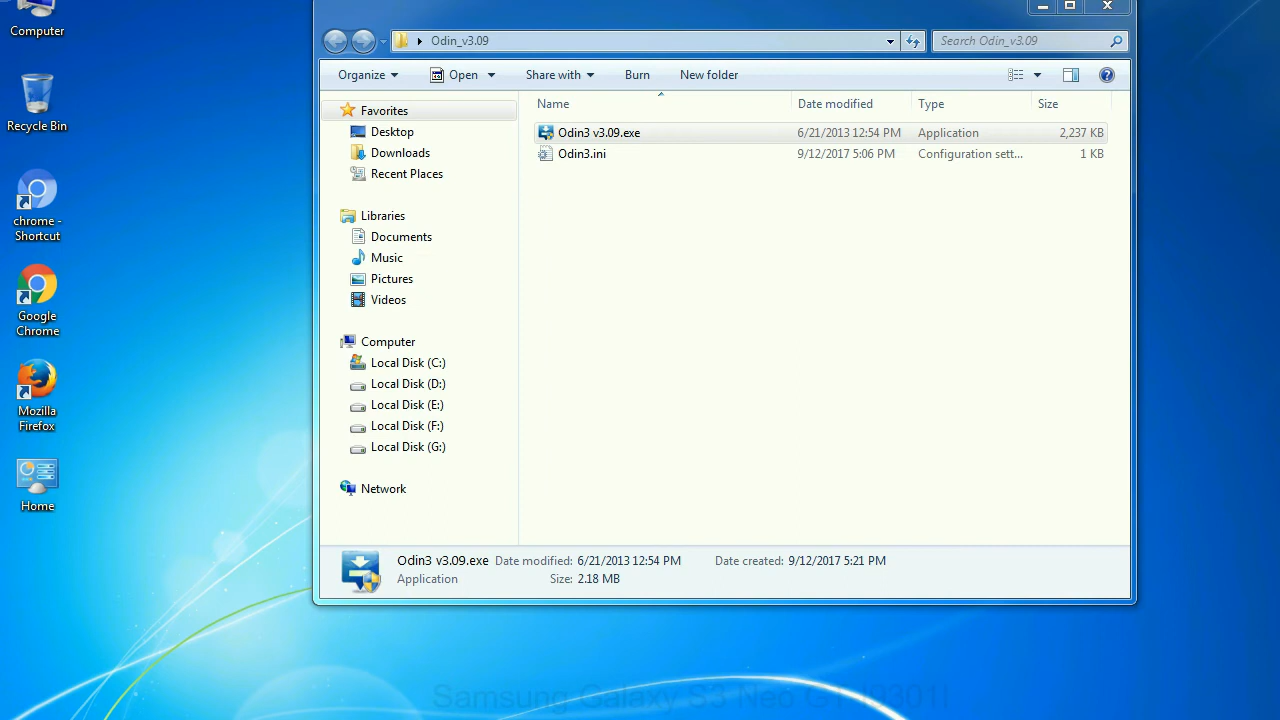 Computer
Recycle Bin
chrome -
Shortcut
Google
Chrome
Mozilla
Firefox
Home
Odin_v3.09
Search Odin_v3.09
Organize
Open
Share with
Burn
New folder
Favorites
Desktop
Downloads
Recent Places
Libraries
Documents
Music
Pictures
Videos
Computer
Local Disk (C:)
Local Disk (D:)
Local Disk (E:)
Local Disk (F:)
Local Disk (G:)
Network
Name Date modified Type Size
Odin3 v3.09.exe 6/21/2013 12:54 PM Application 2,237 KB
Odin3.ini 9/12/2017 5:06 PM Configuration sett... 1 KB
Odin3 v3.09.exe Date modified: 6/21/2013 12:54 PM Date created: 9/12/2017 5:21 PM
Application Size: 2.18 MB
Samsung Galaxy S3 Neo